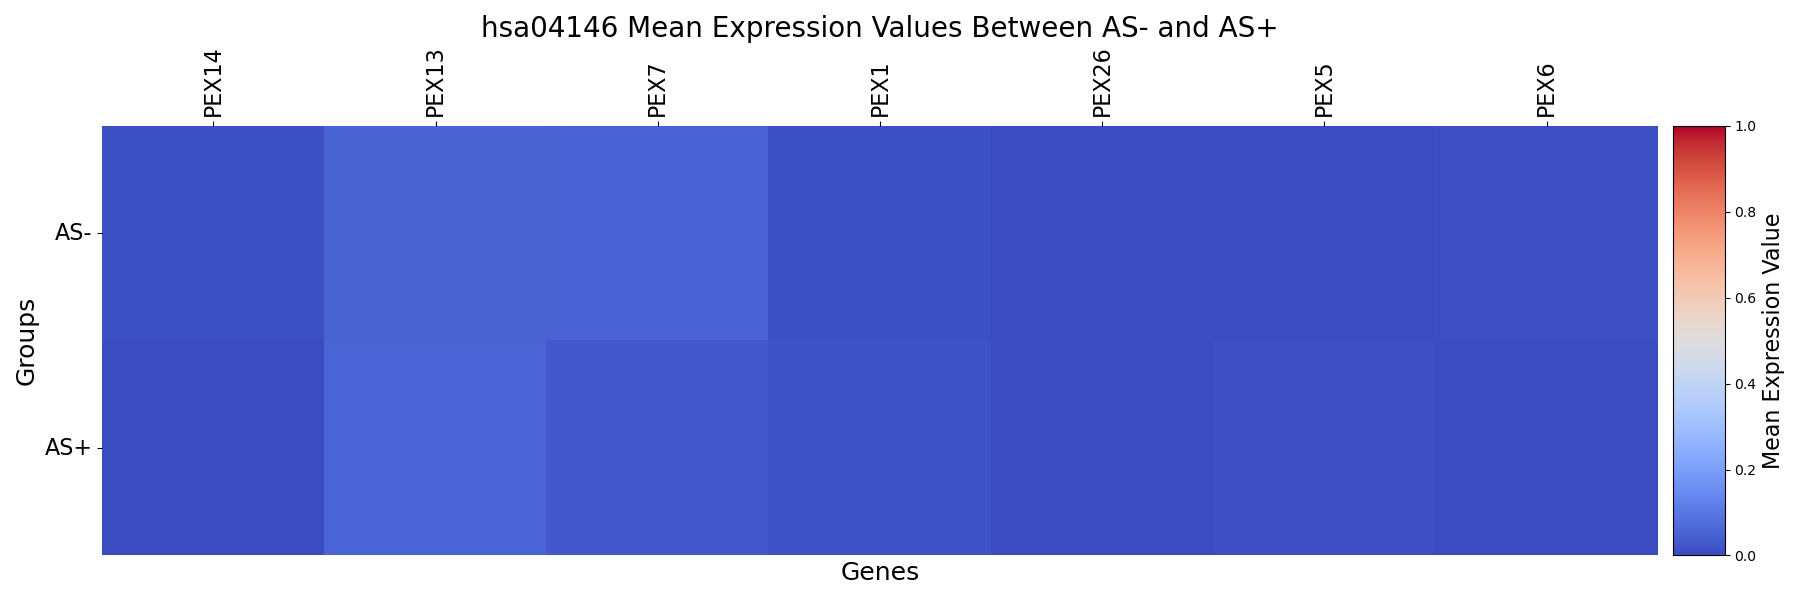 hsa04146 Mean Expression Values Between AS- and AS+
PEX14
PEX13
PEX7
PEX1
PEX26
PEX5
PEX6
Groups
AS-
AS+
Genes
1.0
0.8
0.6
0.4
0.2
0.0
Mean Expression Value